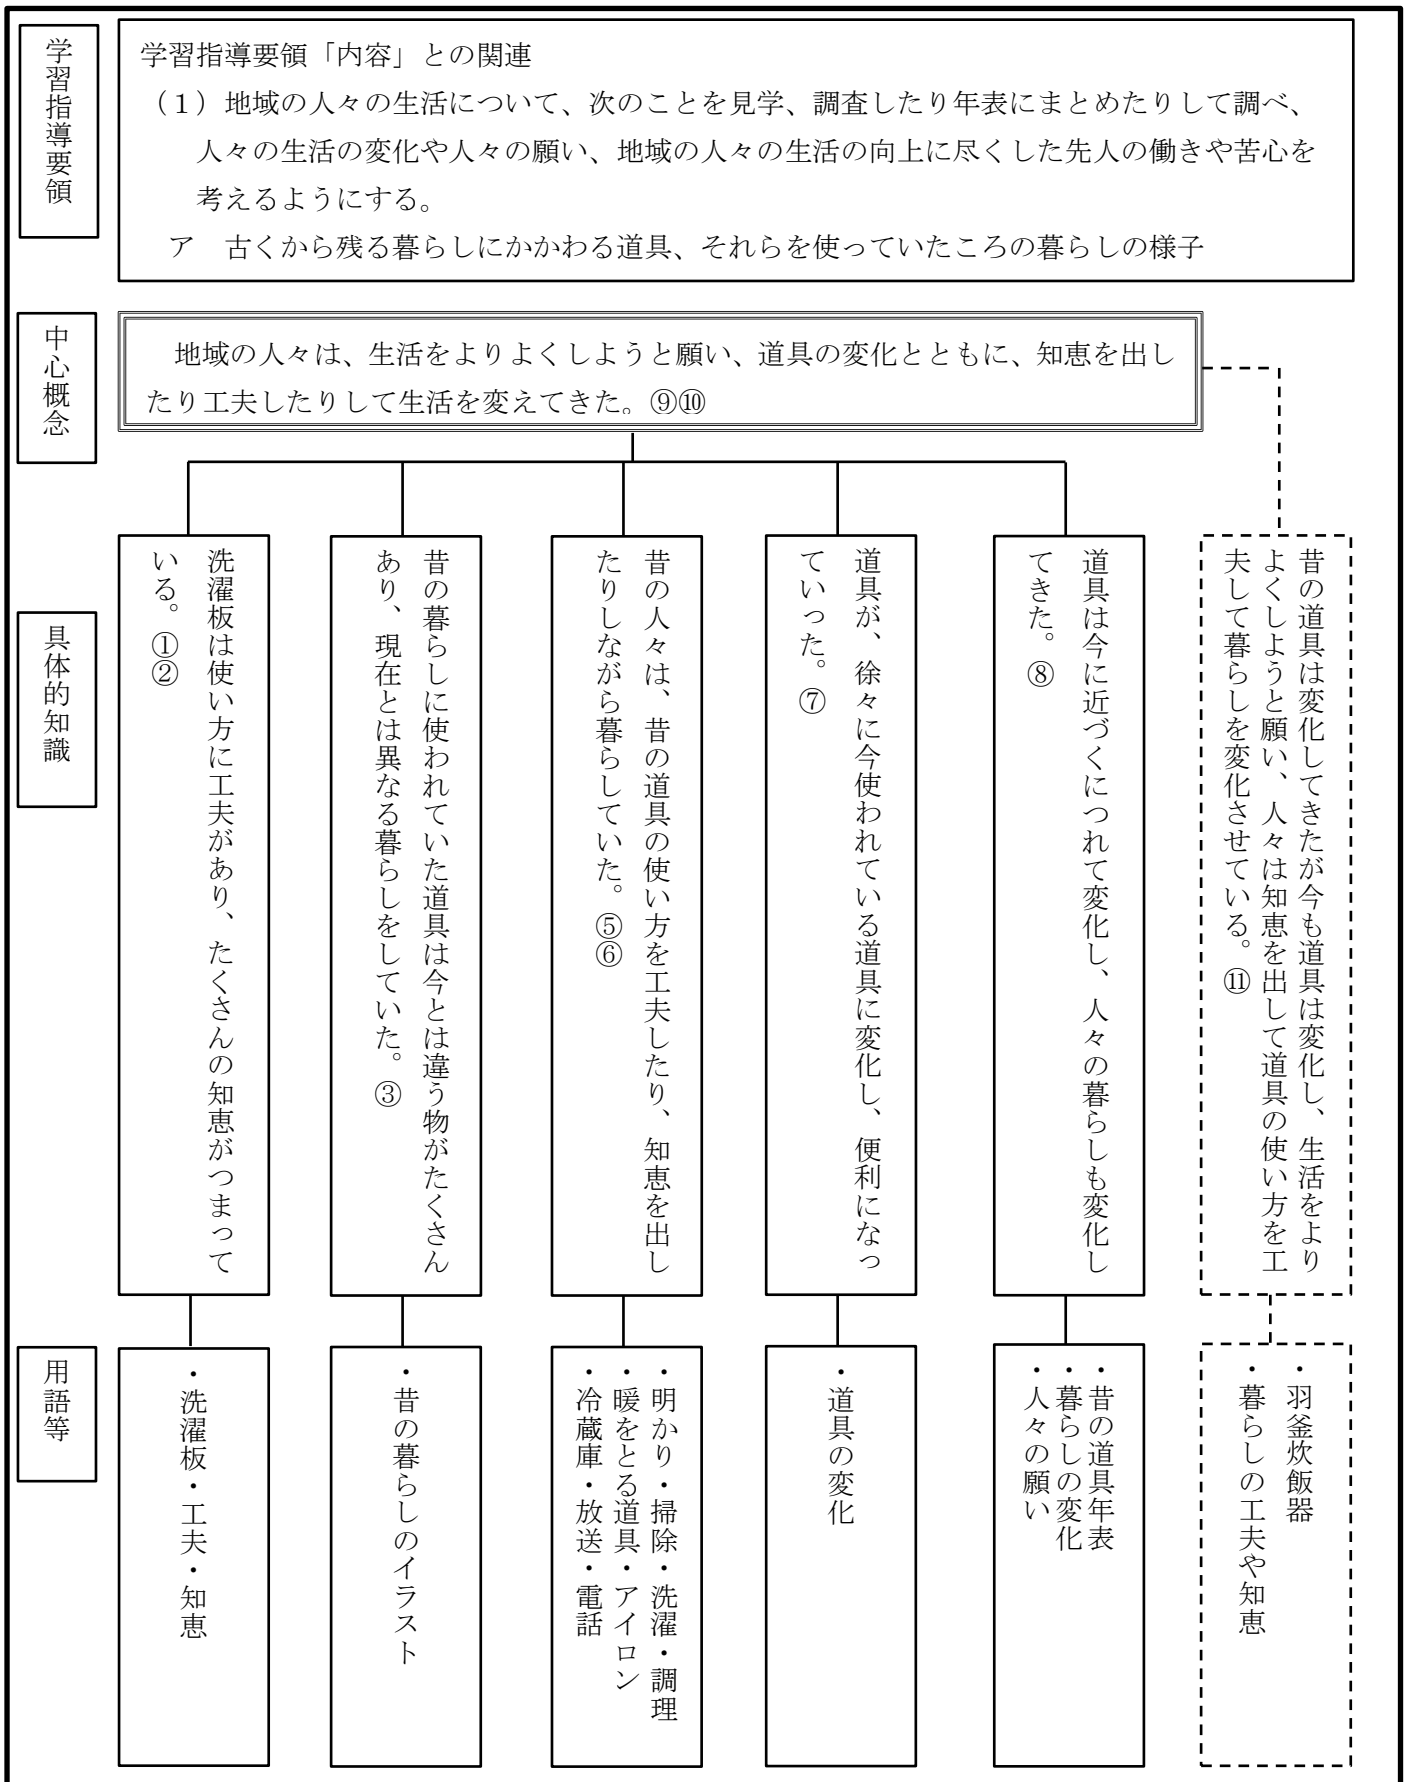 学習指導要領
学習指導要領「内容」との関連
（１）地域の人々の生活について、次のことを見学、調査したり年表にまとめたりして調べ、
人々の生活の変化や人々の願い、地域の人々の生活の向上に尽くした先人の働きや苦心を
考えるようにする。
ア　古くから残る暮らしにかかわる道具、それらを使っていたころの暮らしの様子
中心概念
地域の人々は、生活をよりよくしようと願い、道具の変化とともに、知恵を出し
たり工夫したりして生活を変えてきた。⑨⑩
具体的知識
洗濯板は使い方に工夫があり、たくさんの知恵がつまって
いる。①②
昔の暮らしに使われていた道具は今とは違う物がたくさん
あり、現在とは異なる暮らしをしていた。③
昔の人々は、昔の道具の使い方を工夫したり、知恵を出し
たりしながら暮らしていた。⑤⑥
道具が、徐々に今使われている道具に変化し、便利になっ
ていった。⑦
道具は今に近づくにつれて変化し、人々の暮らしも変化し
てきた。⑧
昔の道具は変化してきたが今も道具は変化し、生活をより
よくしようと願い、人々は知恵を出して道具の使い方を工
夫して暮らしを変化させている。⑪
用語等
・洗濯板・工夫・知恵
・昔の暮らしのイラスト
・明かり・掃除・洗濯・調理
・暖をとる道具・アイロン
・冷蔵庫・放送・電話
・道具の変化
・昔の道具年表
・暮らしの変化
・人々の願い
・羽釜炊飯器
・暮らしの工夫や知恵